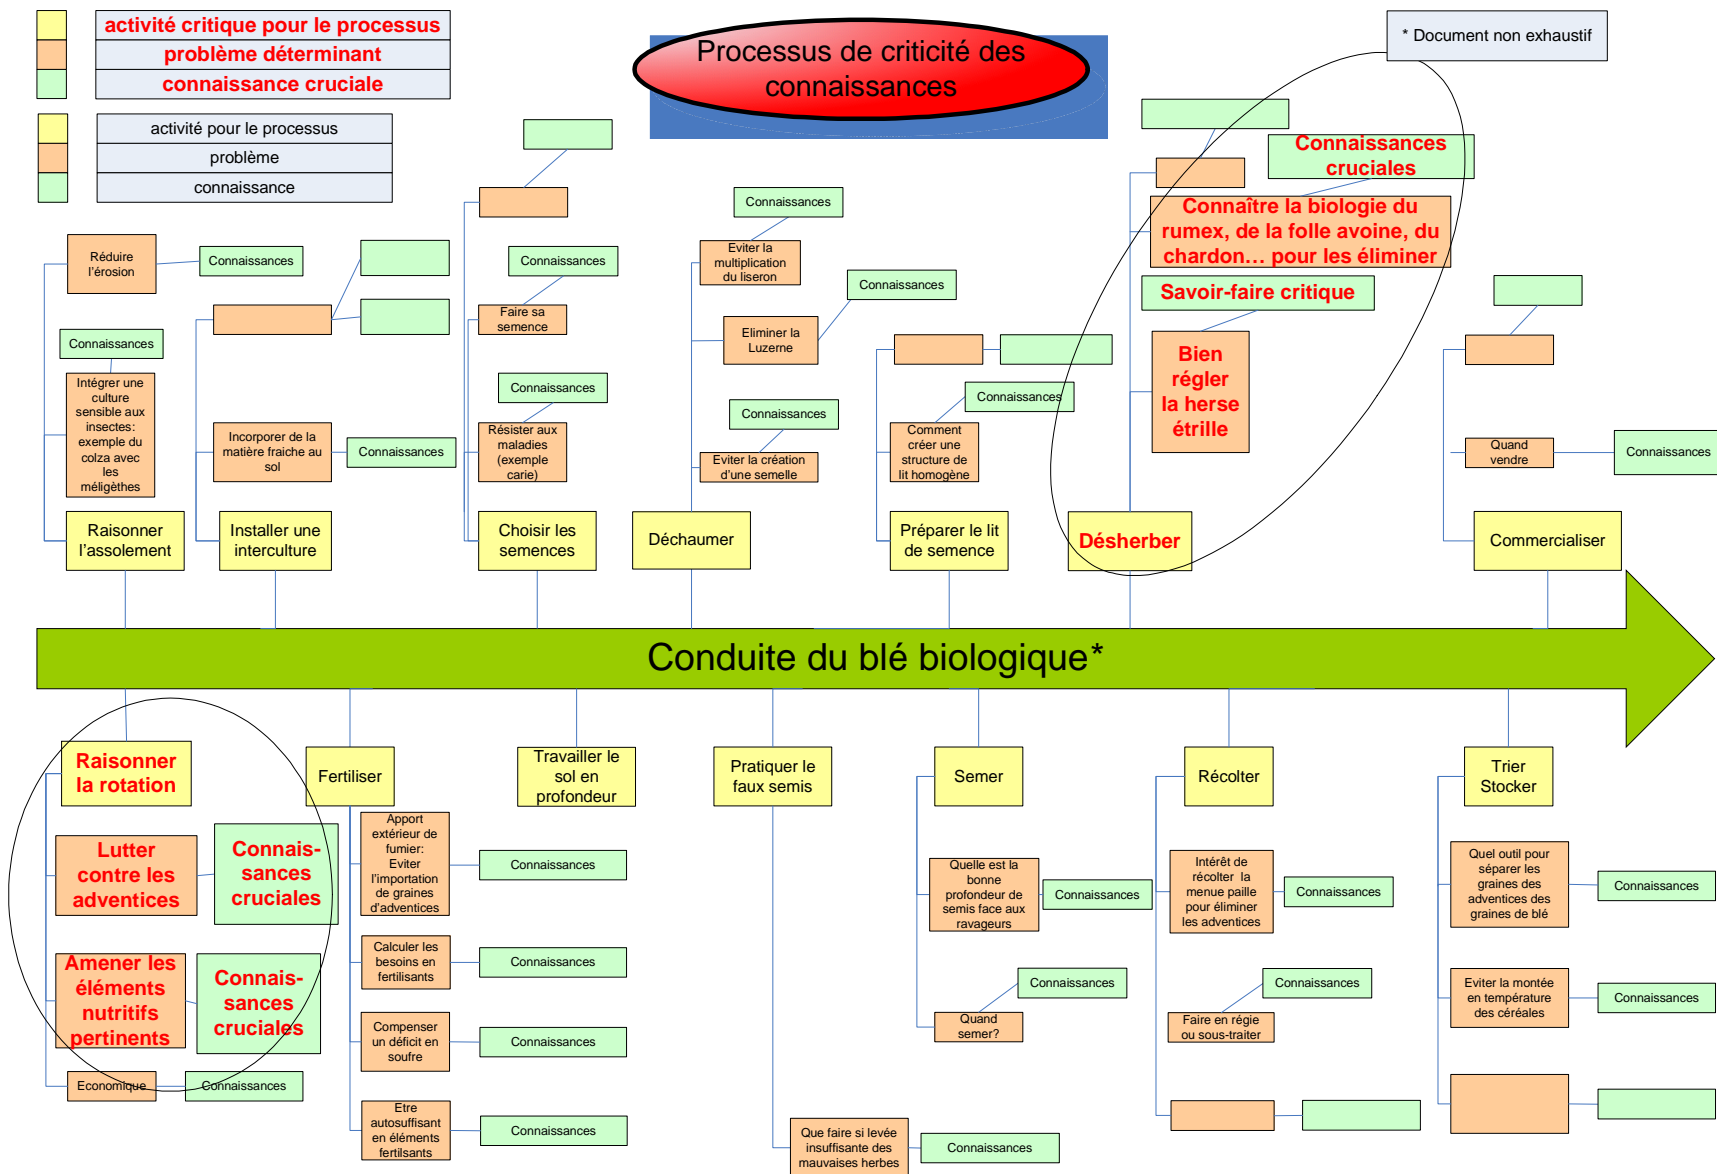 activité critique pour le processus
problème déterminant
connaissance cruciale
activité pour le processus
problème
connaissance
Processus de criticité des
connaissances
* Document non exhaustif
Réduire
l'érosion
Connaissances
Connaissances
Intégrer une
culture
sensible aux
insectes:
exemple du
colza avec
les
méligèthes
Raisonner
l'assolement
Incorporer de la
matière fraiche au
sol
Connaissances
Installer une
interculture
Connaissances
Faire sa
semence
Connaissances
Résister aux
maladies
(exemple
carie)
Choisir les
semences
Connaissances
Eviter la
multiplication
du liseron
Connaissances
Eliminer la
Luzerne
Connaissances
Eviter la création
d'une semelle
Déchaumer
Connaissances
Comment
créer une
structure de
lit homogène
Préparer le lit
de semence
Connaissances
cruciales
Connaître la biologie du
rumex, de la folle avoine, du
chardon… pour les éliminer
Savoir-faire critique
Bien
régler
la herse
étrille
Désherber
Quand
vendre
Connaissances
Commercialiser
Conduite du blé biologique*
Raisonner
la rotation
Lutter
contre les
adventices
Connais-
sances
cruciales
Amener les
éléments
nutritifs
pertinents
Connais-
sances
cruciales
Economique
Connaissances
Fertiliser
Apport
extérieur de
fumier:
Eviter
l'importation
de graines
d'adventices
Connaissances
Calculer les
besoins en
fertilisants
Connaissances
Compenser
un déficit en
soufre
Connaissances
Etre
autosuffisant
en éléments
fertilsants
Connaissances
Travailler le
sol en
profondeur
Pratiquer le
faux semis
Que faire si levée
insuffisante des
mauvaises herbes
Connaissances
Semer
Quelle est la
bonne
profondeur de
semis face aux
ravageurs
Connaissances
Connaissances
Quand
semer?
Récolter
Intérêt de
récolter la
menue paille
pour éliminer
les adventices
Connaissances
Connaissances
Faire en régie
ou sous-traiter
Trier
Stocker
Quel outil pour
séparer les
graines des
adventices des
graines de blé
Connaissances
Eviter la montée
en température
des céréales
Connaissances